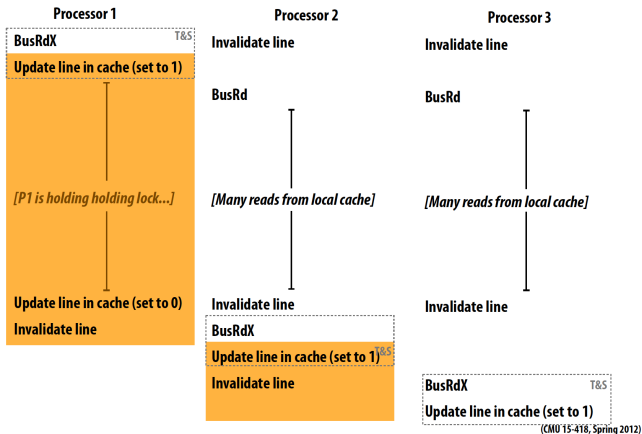 Processor 1
Processor 2
Processor 3
BusRdX
T&S
Update line in cache (set to 1)
[P1 is holding holding lock...]
Update line in cache (set to 0)
Invalidate line
Invalidate line
BusRd
[Many reads from local cache]
Invalidate line
BusRdX
T&S
Update line in cache (set to 1)
Invalidate line
Invalidate line
BusRd
[Many reads from local cache]
Invalidate line
BusRdX
T&S
Update line in cache (set to 1)
(CMU 15-418, Spring 2012)